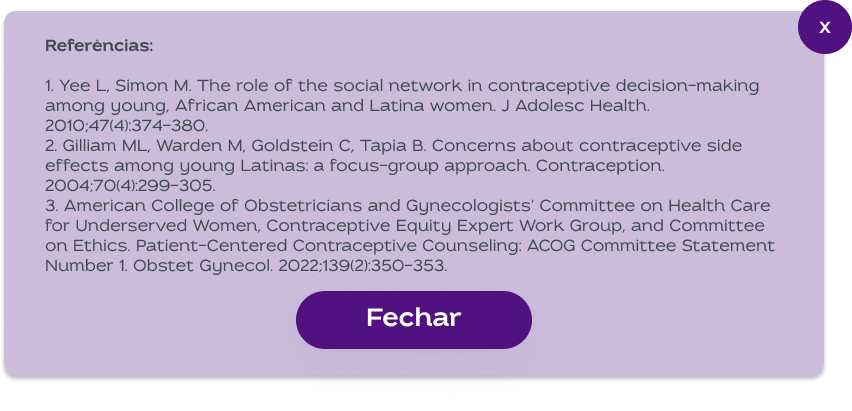 x
Referências:
1. Yee L, Simon M. The role of the social network in contraceptive decision-making
among young, African American and Latina women. J Adolesc Health.
2010;47(4):374-380.
2. Gilliam ML, Warden M, Goldstein C, Tapia B. Concerns about contraceptive side
effects among young Latinas: a focus-group approach. Contraception.
2004;70(4):299-305.
3. American College of Obstetricians and Gynecologists' Committee on Health Care
for Underserved Women, Contraceptive Equity Expert Work Group, and Committee
on Ethics. Patient-Centered Contraceptive Counseling: ACOG Committee Statement
Number 1. Obstet Gynecol. 2022;139(2):350-353.
Fechar